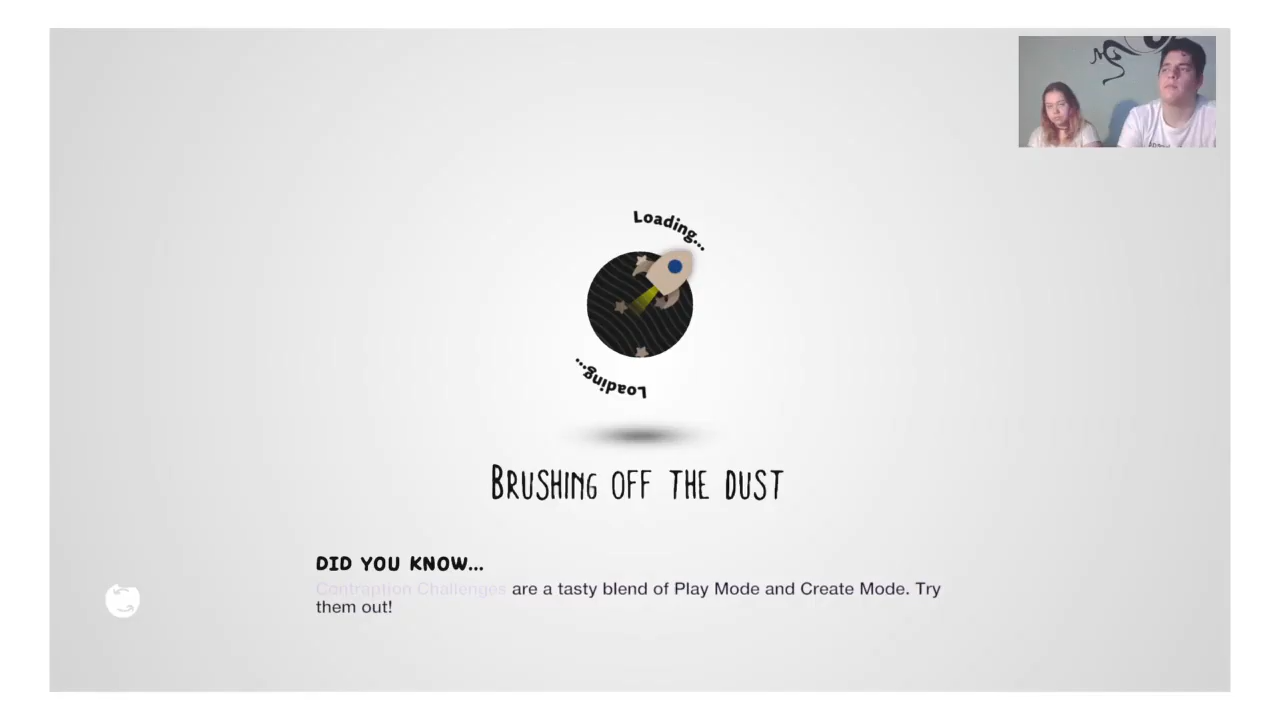 Loading...
Loading...
BRUSHING OFF THE DUST
DID YOU KNOW...
Contraption Challenges are a tasty blend of Play Mode and Create Mode. Try
them out!